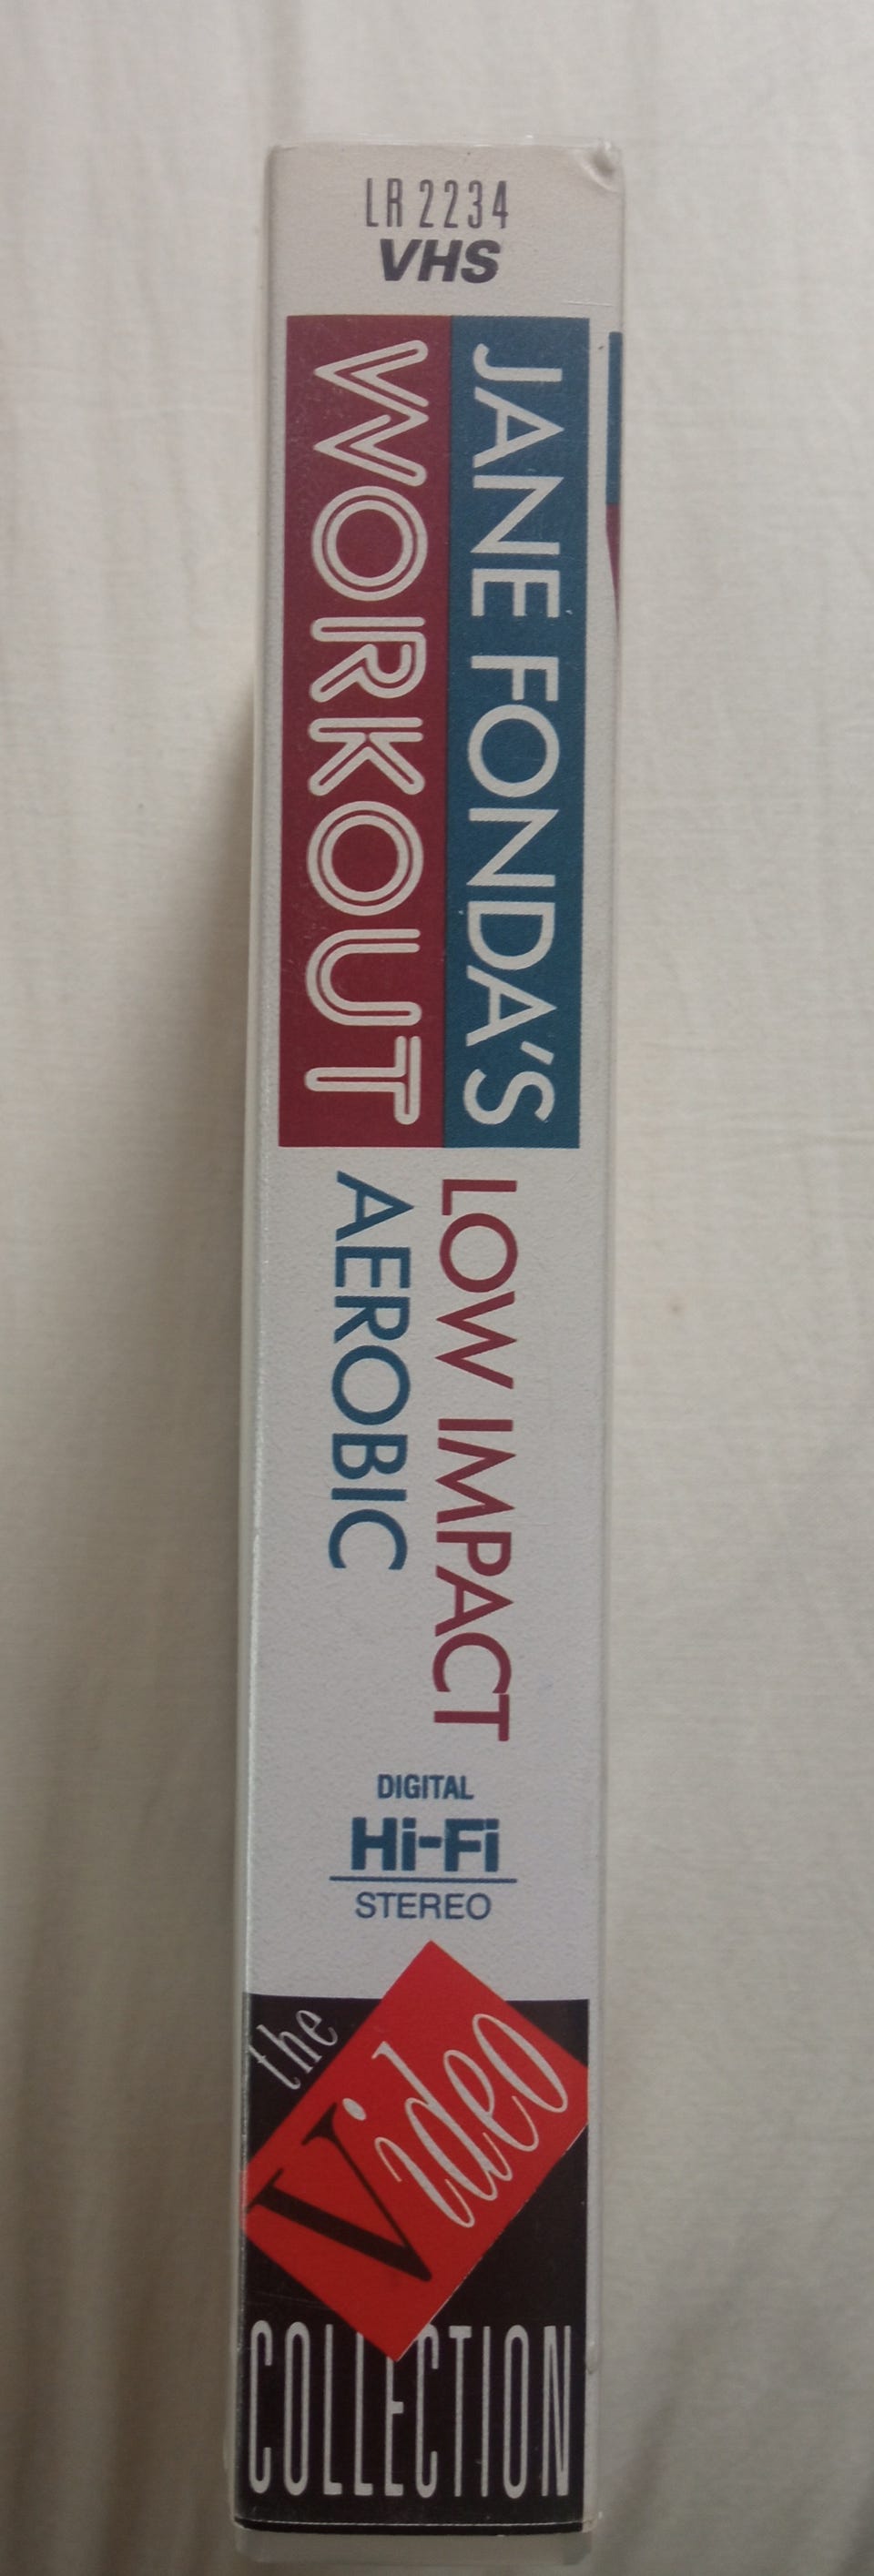 LR 2234
VHS
JANE FONDA'S
WORKOUT
LOW IMPACT
AEROBIC
DIGITAL
Hi-Fi
STEREO
the
Video
COLLECTION